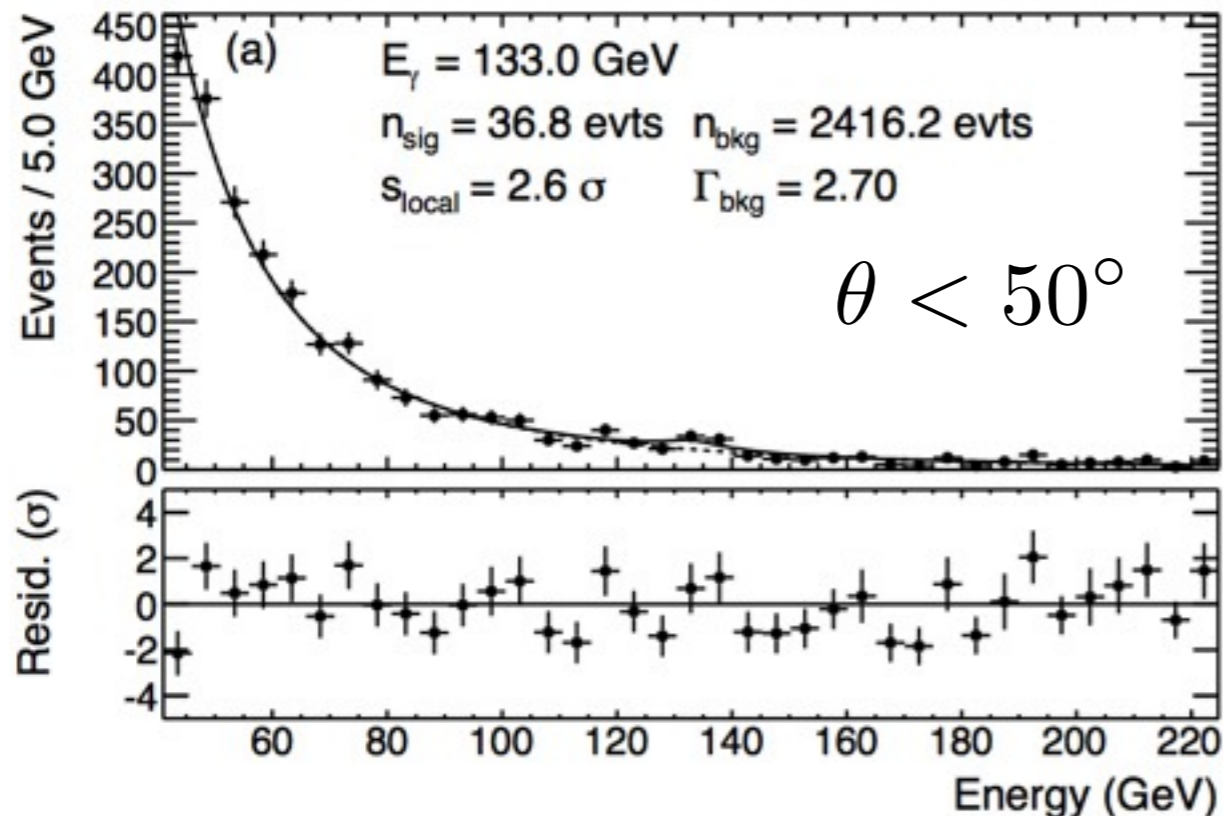 Events / 5.0 GeV
450
400
350
300
250
200
150
100
50
0
(a)
E_γ = 133.0 GeV
n_sig = 36.8 evts n_bkg = 2416.2 evts
s_local = 2.6 σ Γ_bkg = 2.70
θ < 50°
Resid. (σ)
4
2
0
-2
-4
60 80 100 120 140 160 180 200 220
Energy (GeV)